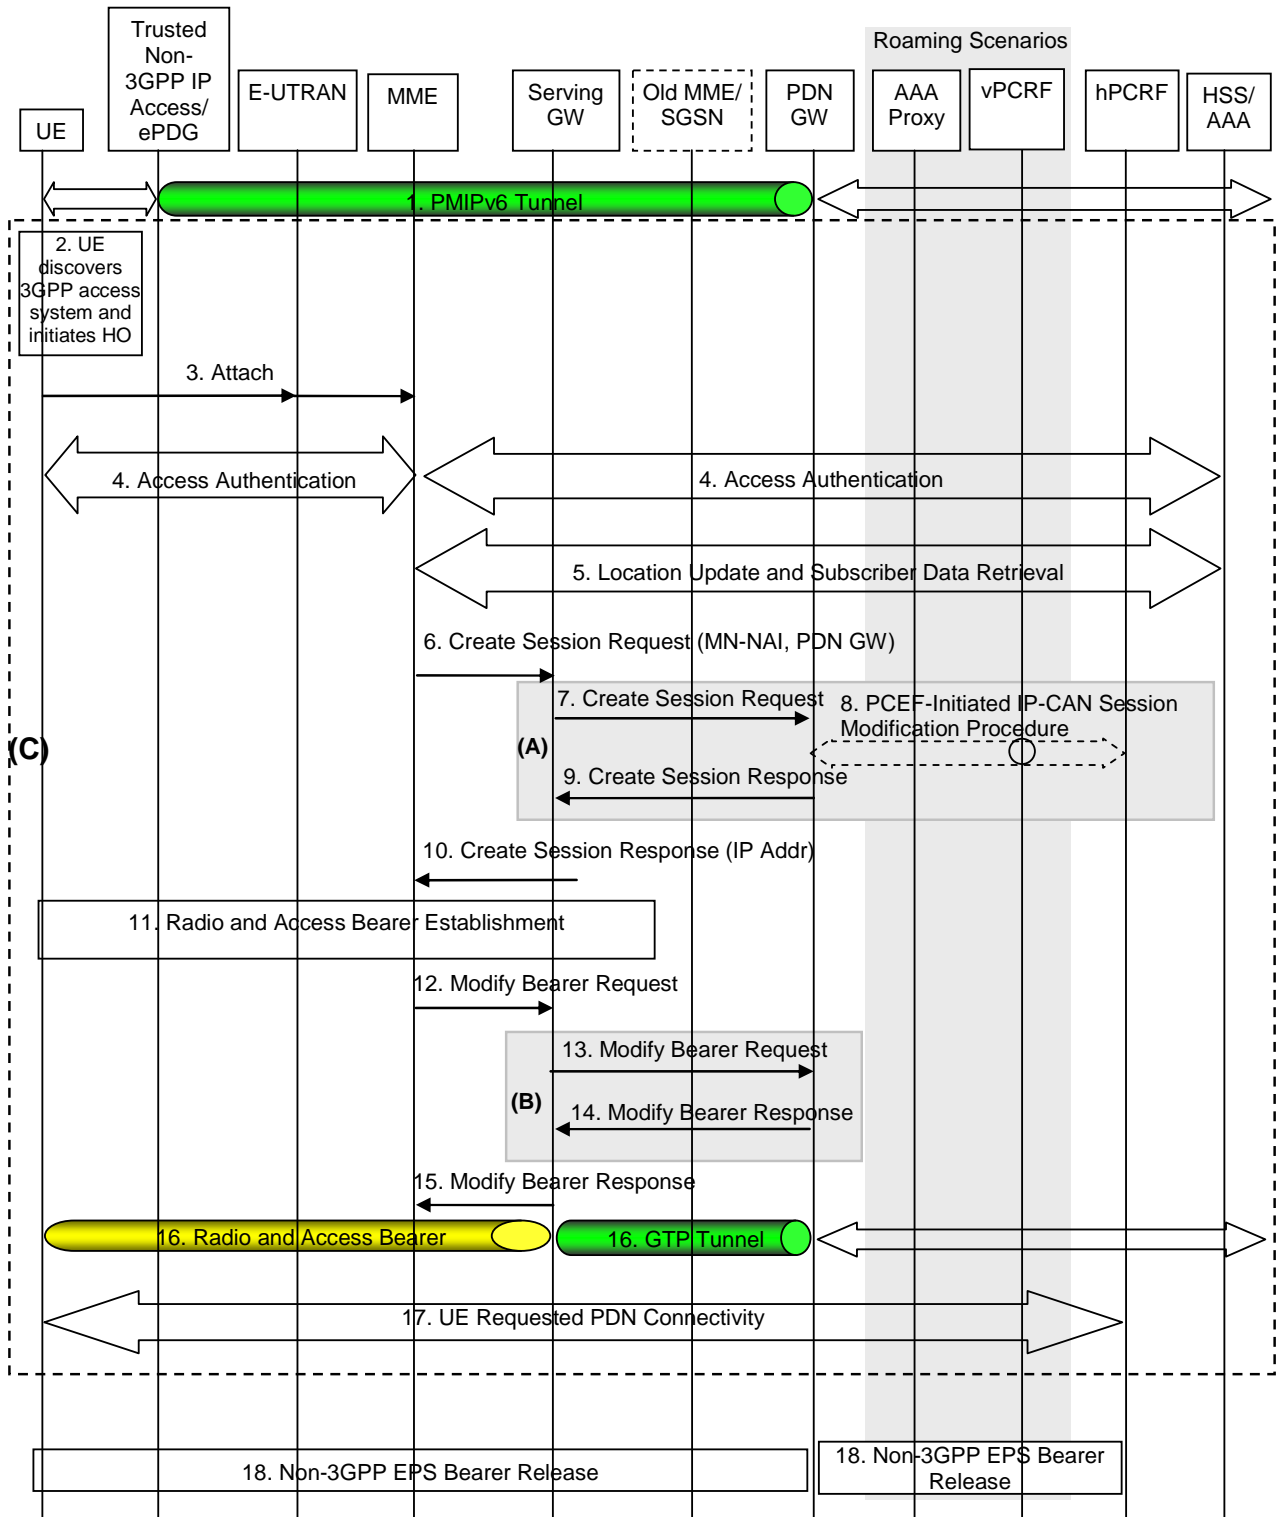 Roaming Scenarios
UE
Trusted
Non-
3GPP IP
Access/
ePDG
E-UTRAN
MME
Serving
GW
Old MME/
SGSN
PDN
GW
AAA
Proxy
vPCRF
hPCRF
HSS/
AAA
1. PMIPv6 Tunnel
2. UE
discovers
3GPP access
system and
initiates HO
3. Attach
4. Access Authentication
4. Access Authentication
5. Location Update and Subscriber Data Retrieval
6. Create Session Request (MN-NAI, PDN GW)
7. Create Session Request
8. PCEF-Initiated IP-CAN Session
Modification Procedure
(C)
(A)
9. Create Session Response
10. Create Session Response (IP Addr)
11. Radio and Access Bearer Establishment
12. Modify Bearer Request
13. Modify Bearer Request
(B)
14. Modify Bearer Response
15. Modify Bearer Response
16. Radio and Access Bearer
16. GTP Tunnel
17. UE Requested PDN Connectivity
18. Non-3GPP EPS Bearer Release
18. Non-3GPP EPS Bearer
Release